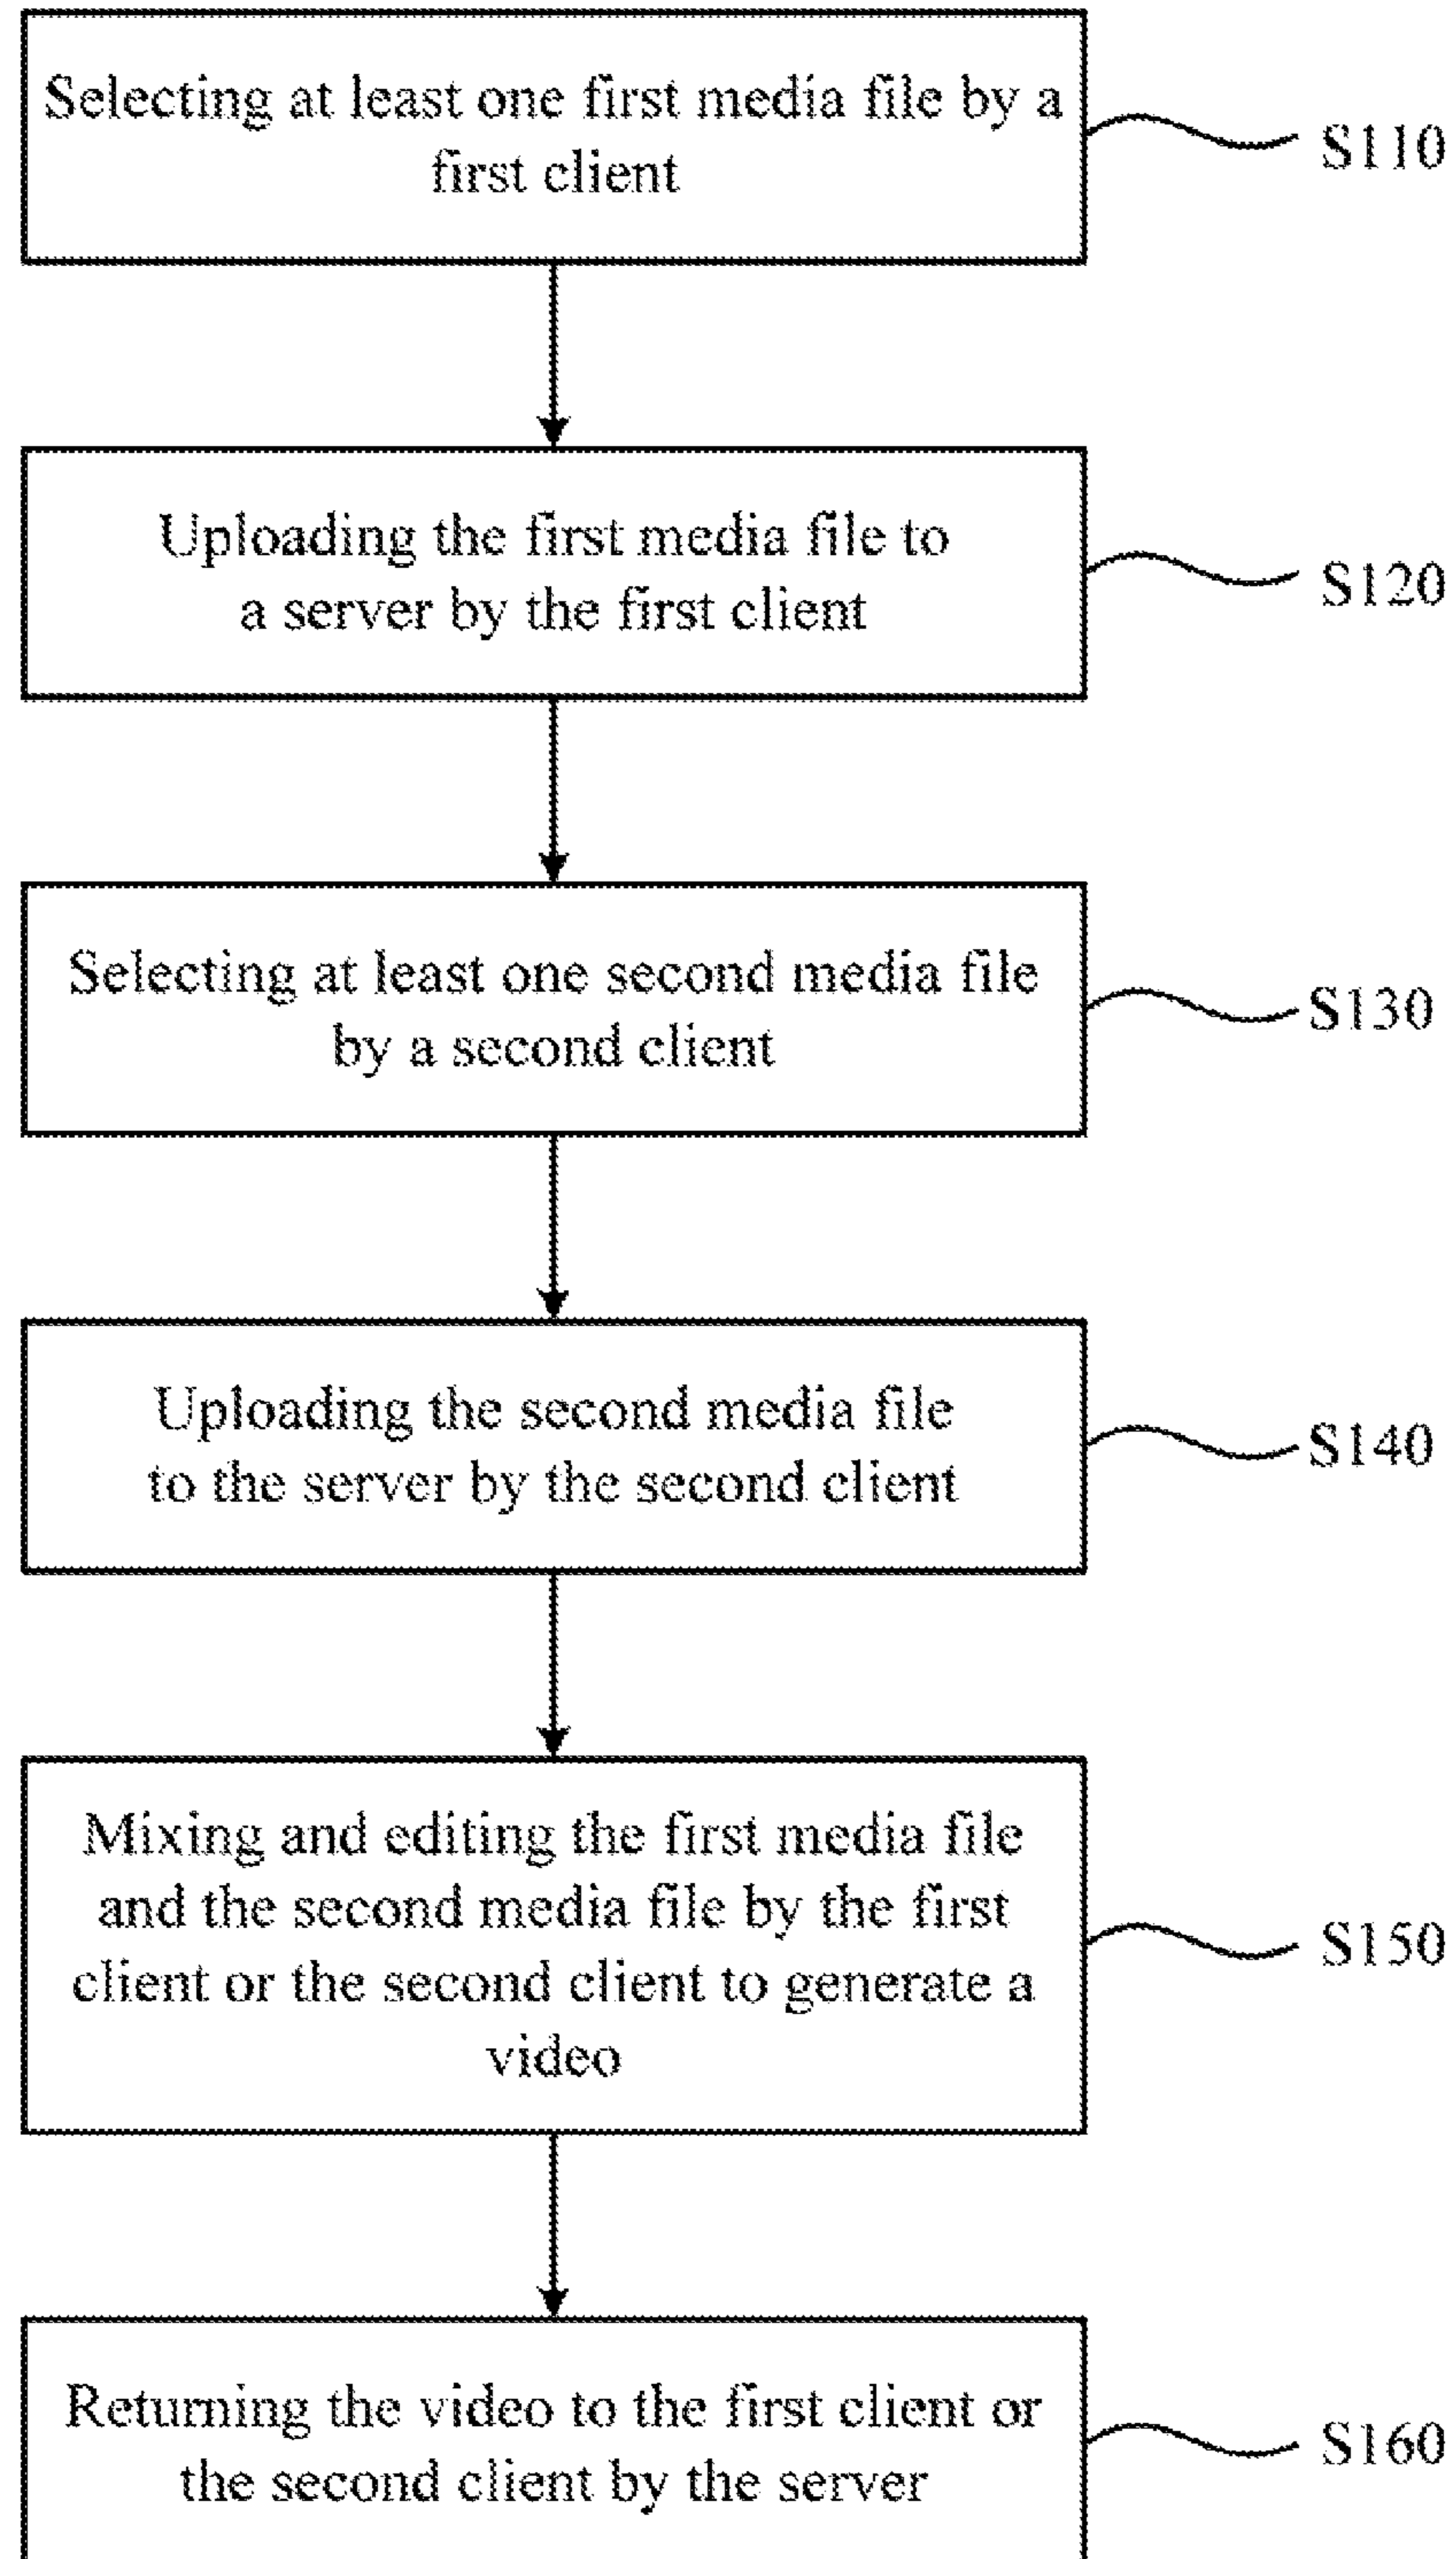 Selecting at least one first media file by a
first client
S110
Uploading the first media file to
a server by the first client
S120
Selecting at least one second media file
by a second client
S130
Uploading the second media file
to the server by the second client
S140
Mixing and editing the first media file
and the second media file by the first
client or the second client to generate a
video
S150
Returning the video to the first client or
the second client by the server
S160